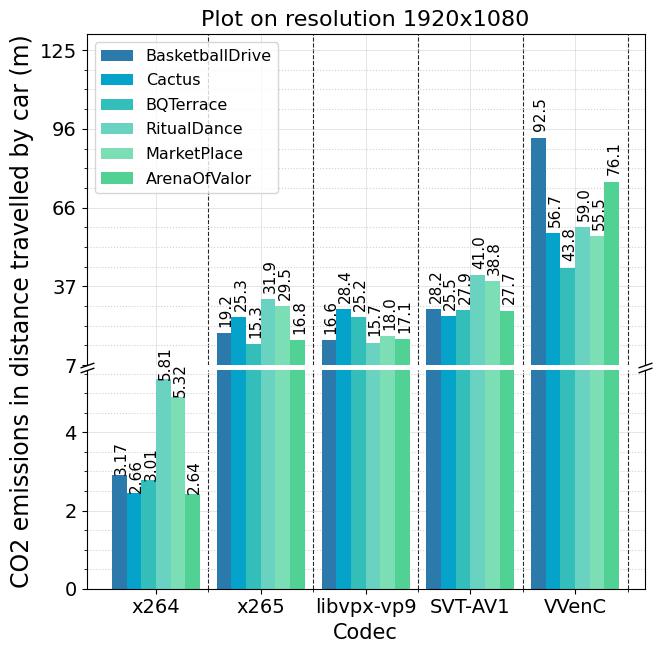 Plot on resolution 1920x1080
CO2 emissions in distance travelled by car (m)
125
96
66
37
7
4
2
0
BasketballDrive
Cactus
BQTerrace
RitualDance
MarketPlace
ArenaOfValor
3.17
2.66
3.01
5.81
5.32
2.64
19.2
25.3
15.3
31.9
29.5
16.8
16.6
28.4
25.2
15.7
18.0
17.1
28.2
25.5
27.9
41.0
38.8
27.7
92.5
56.7
43.8
59.0
55.5
76.1
x264
x265
libvpx-vp9
SVT-AV1
VVenC
Codec